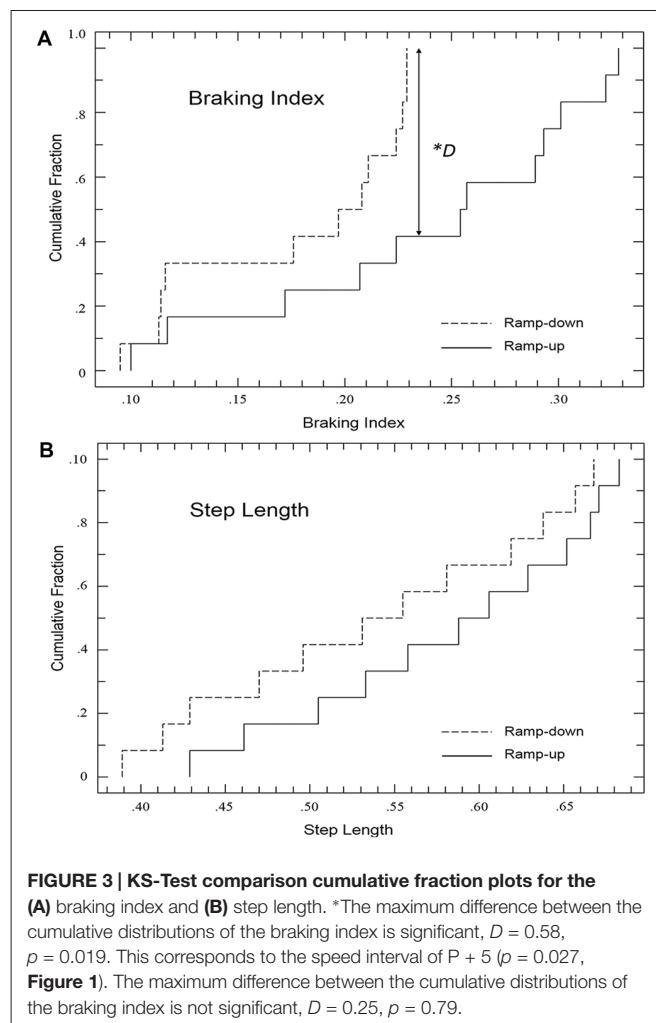 A
1.0
.8
.6
.4
.2
0
Cumulative Fraction
Braking Index
*D
Ramp-down
Ramp-up
.10 .15 .20 .25 .30
Braking Index
B
.10
.8
.6
.4
.2
0
Cumulative Fraction
Step Length
Ramp-down
Ramp-up
.40 .45 .50 .55 .60 .65
Step Length
FIGURE 3 | KS-Test comparison cumulative fraction plots for the
(A) braking index and (B) step length. *The maximum difference between the
cumulative distributions of the braking index is significant, D = 0.58,
p = 0.019. This corresponds to the speed interval of P + 5 (p = 0.027,
Figure 1). The maximum difference between the cumulative distributions of
the braking index is not significant, D = 0.25, p = 0.79.